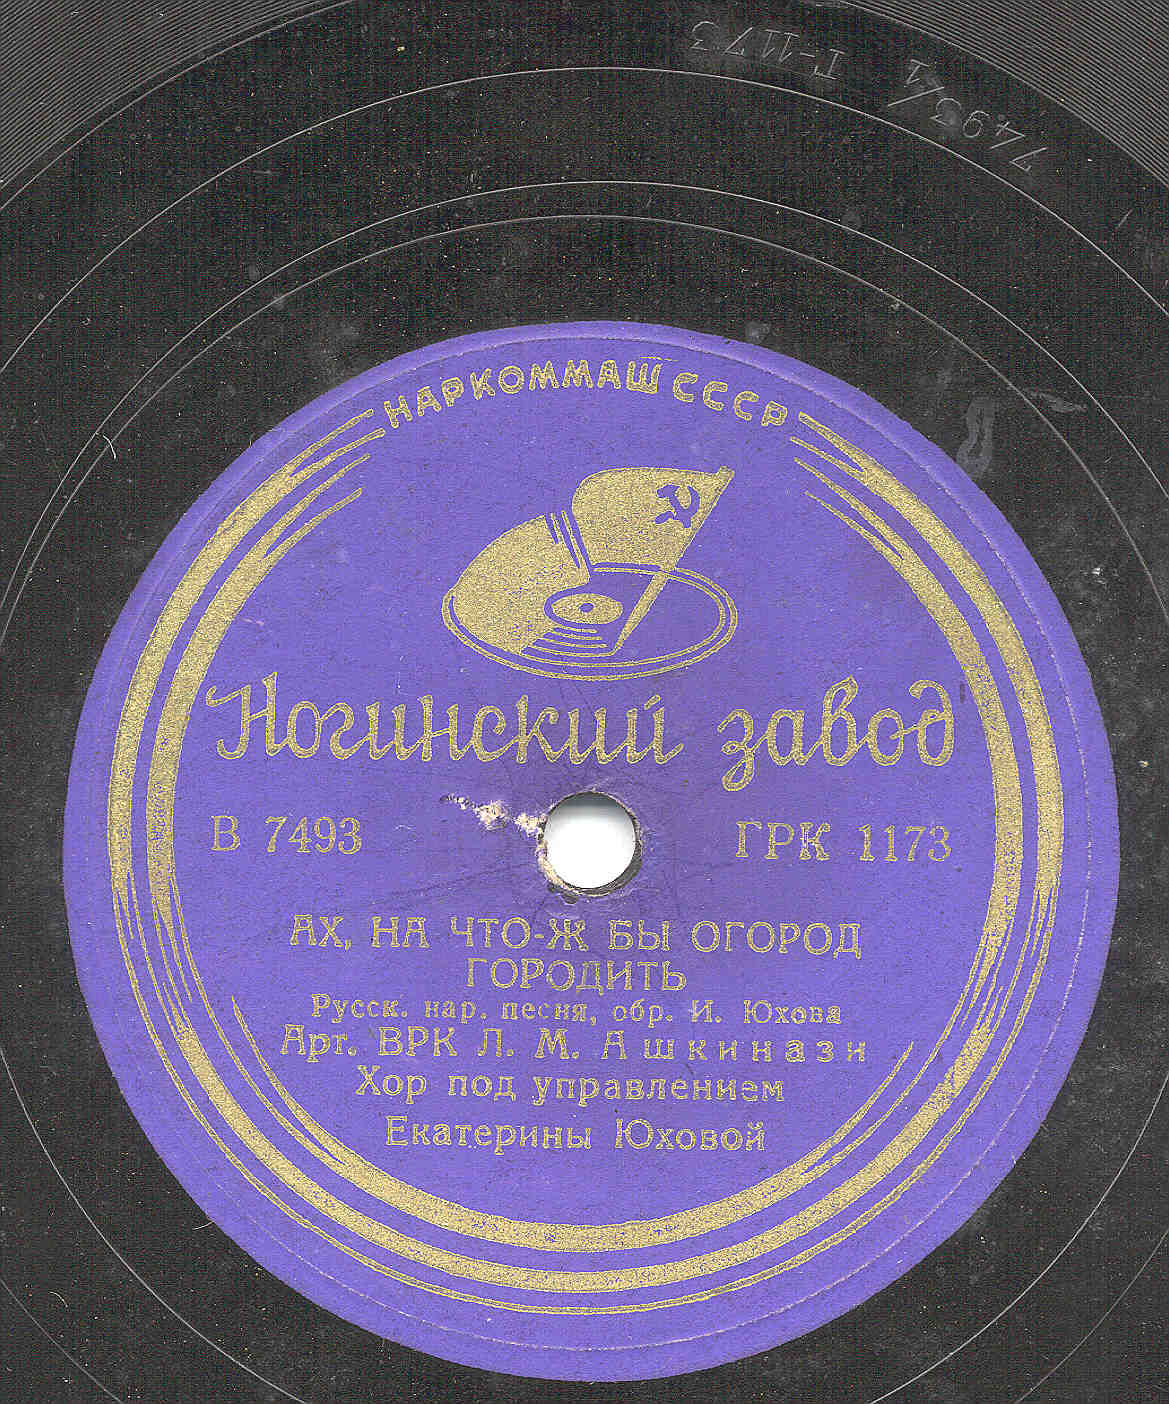 Г-1173
7493/1
НАРКОММАШ СССР
Ногинский завод
В 7493
ГРК 1173
АХ, НА ЧТО-Ж БЫ ОГОРОД
ГОРОДИТЬ
Русск. нар. песня, обр. И. Юхова
Арт. ВРК Л. М. Ашкинази
Хор под управлением
Екатерины Юховой